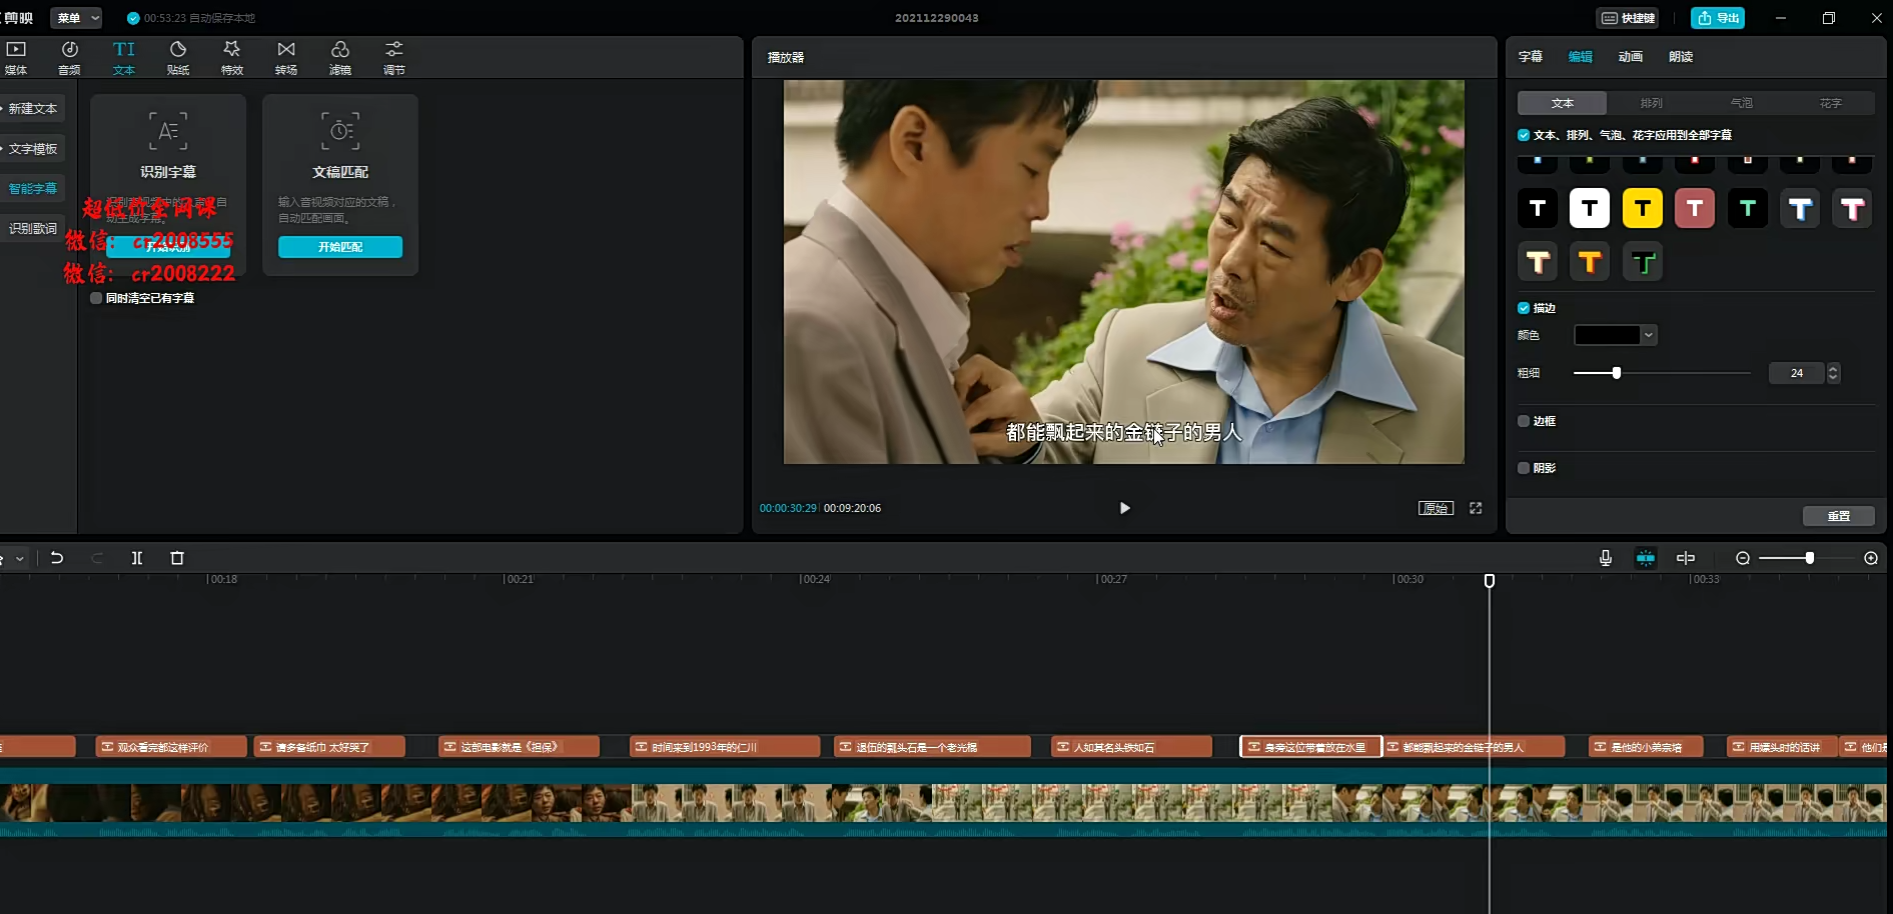 剪映
菜单
00:53:23 自动保存本地
202112290043
快捷键
导出
媒体
音频
文本
贴纸
特效
转场
滤镜
调节
新建文本
文字模板
智能字幕
识别歌词
识别字幕
文稿匹配
输入音视频对应的文稿，
自动匹配画面。
开始匹配
超低价全网课
微信： cr2008555
微信： cr2008222
同时清空已有字幕
播放器
都能飘起来的金链子的男人
00:00:30:29
00:09:20:06
原始
字幕
编辑
动画
朗读
文本
排列
气泡
花字
文本、排列、气泡、花字应用到全部字幕
描边
颜色
粗细
24
边框
阴影
重置
00:18
00:21
00:24
00:27
00:30
00:33
观众看完都这样评价
请多备纸巾 太好哭了
这部电影就是《担保》
时间来到1993年的仁川
退伍的甄头石是一个老光棍
人如其名头铁如石
身旁这位带着放在水里
都能飘起来的金链子的男人
是他的小弟宗培
用嫖头时的话讲